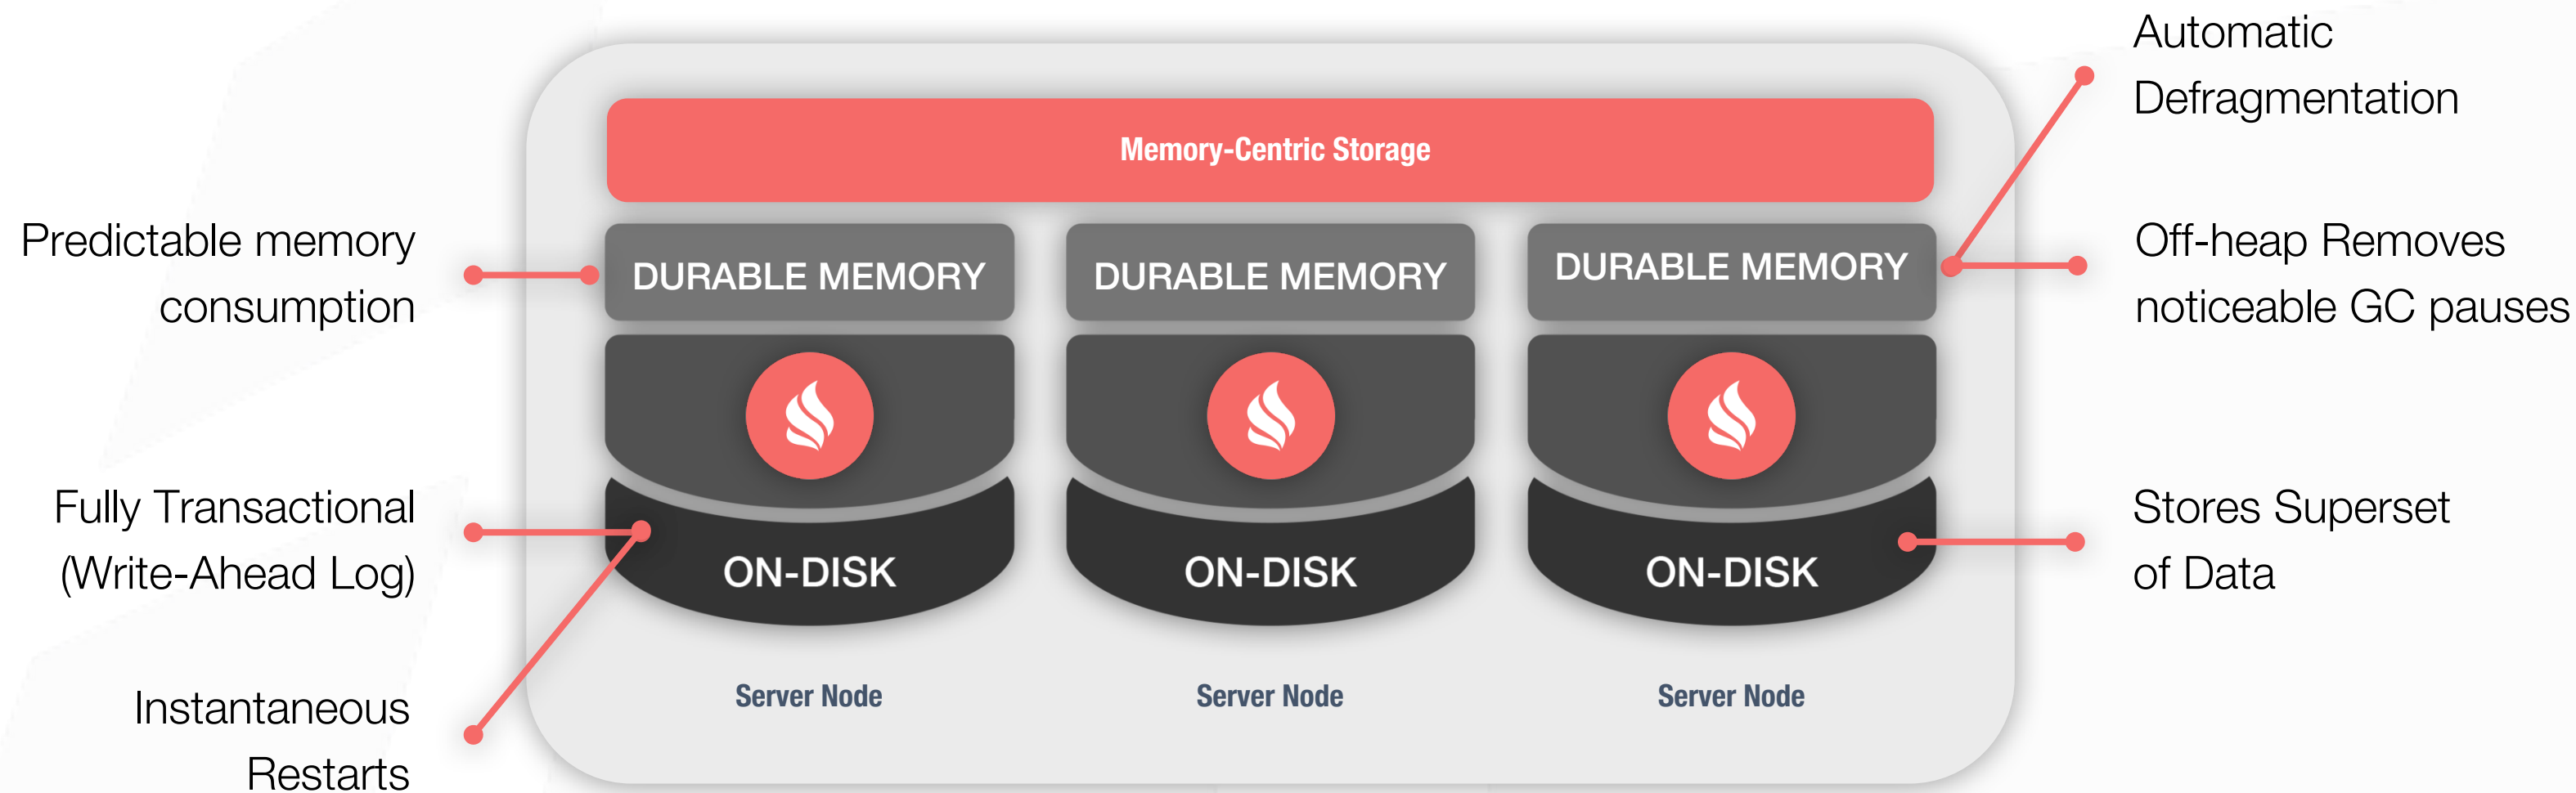 Automatic
Defragmentation
Memory-Centric Storage
Predictable memory
consumption
DURABLE MEMORY
DURABLE MEMORY
DURABLE MEMORY
Off-heap Removes
noticeable GC pauses
Fully Transactional
(Write-Ahead Log)
ON-DISK
ON-DISK
ON-DISK
Stores Superset
of Data
Instantaneous
Restarts
Server Node
Server Node
Server Node